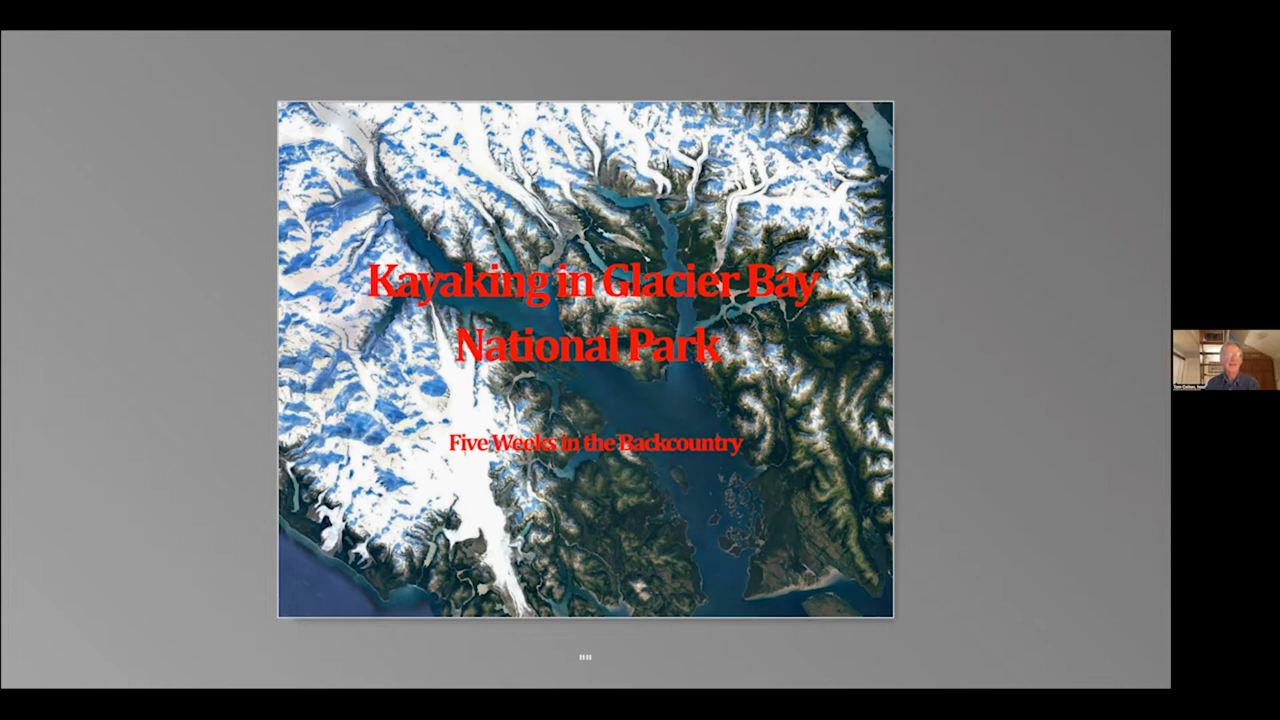 Kayaking in Glacier Bay
National Park
Five Weeks in the Backcountry
""